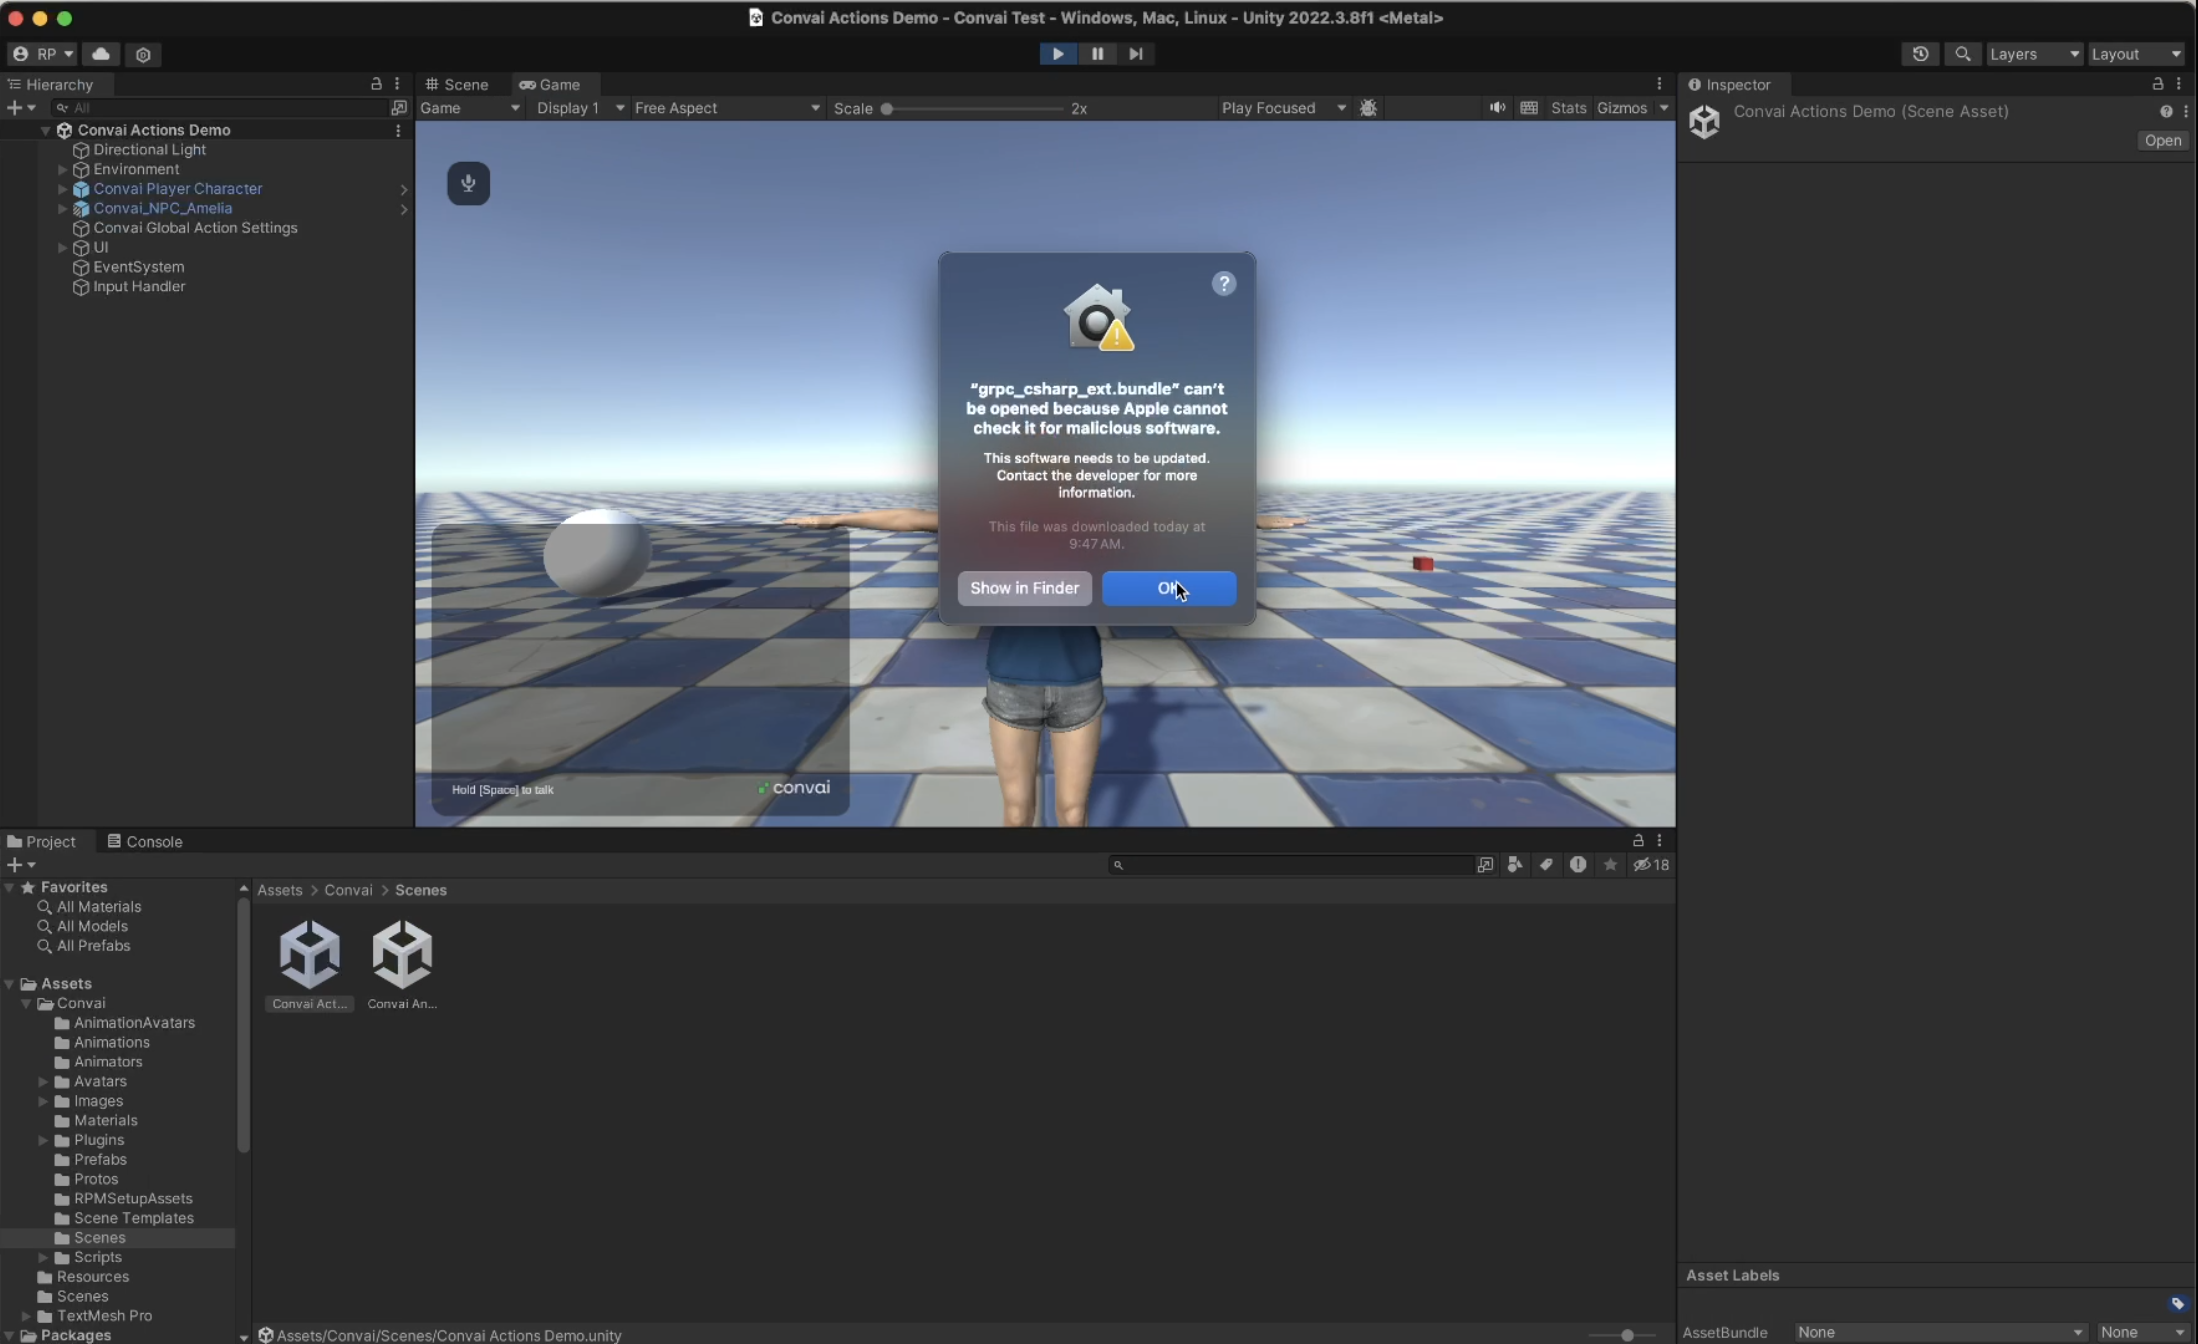 Convai Actions Demo - Convai Test - Windows, Mac, Linux - Unity 2022.3.8f1 <Metal>
RP
Layers
Layout
Hierarchy
All
Convai Actions Demo
Directional Light
Environment
Convai Player Character
Convai_NPC_Amelia
Convai Global Action Settings
UI
EventSystem
Input Handler
Scene
Game
Game
Display 1
Free Aspect
Scale
2x
Play Focused
Stats
Gizmos
?
"grpc_csharp_ext.bundle" can't
be opened because Apple cannot
check it for malicious software.
This software needs to be updated.
Contact the developer for more
information.
This file was downloaded today at
9:47 AM.
Show in Finder
OK
Hold [Space] to talk
convai
Inspector
Convai Actions Demo (Scene Asset)
Open
Project
Console
18
Favorites
All Materials
All Models
All Prefabs
Assets
Convai
AnimationAvatars
Animations
Animators
Avatars
Images
Materials
Plugins
Prefabs
Protos
RPMSetupAssets
Scene Templates
Scenes
Scripts
Resources
Scenes
TextMesh Pro
Packages
Assets > Convai > Scenes
Convai Act...
Convai An...
Assets/Convai/Scenes/Convai Actions Demo.unity
Asset Labels
AssetBundle
None
None